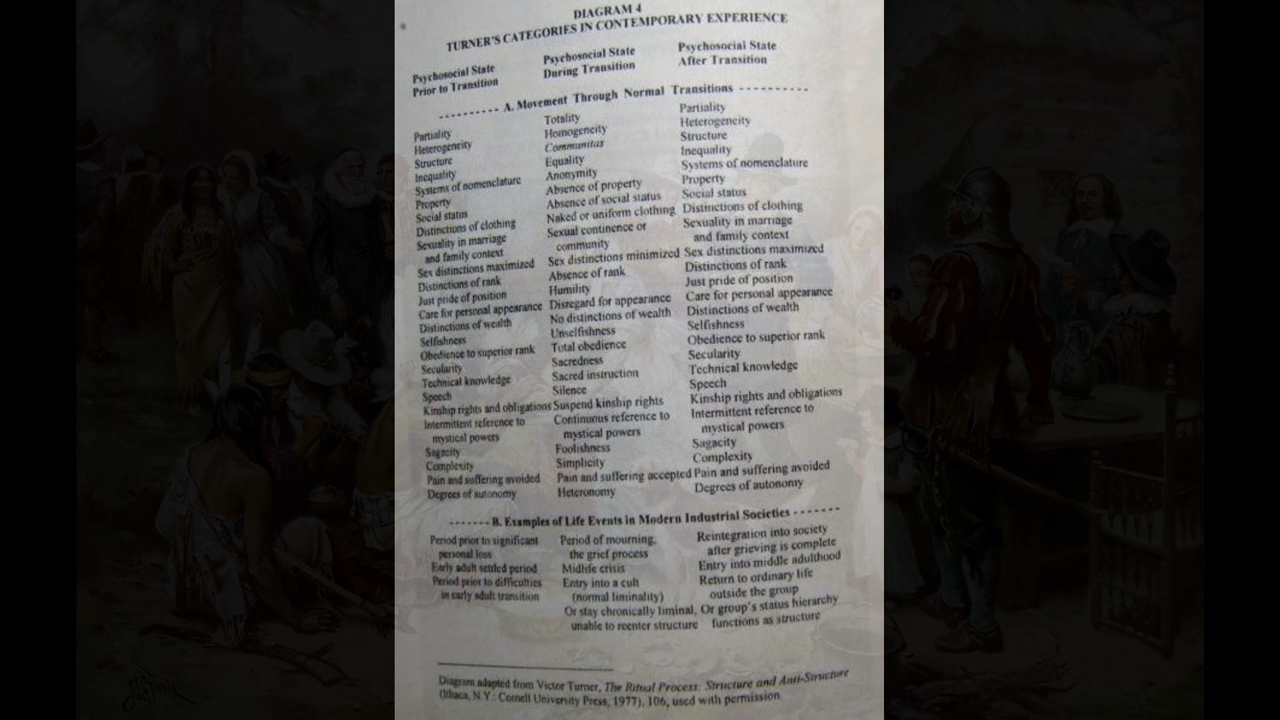 DIAGRAM 4
TURNER'S CATEGORIES IN CONTEMPORARY EXPERIENCE
Psychosocial State Prior to Transition
Psychosocial State During Transition
Psychosocial State After Transition
A. Movement Through Normal Transitions
Partiality Totality Partiality
Heterogeneity Homogeneity Heterogeneity
Structure Communitas Structure
Inequality Equality Inequality
Systems of nomenclature Anonymity Systems of nomenclature
Property Absence of property Property
Social status Absence of social status Social status
Distinctions of clothing Naked or uniform clothing Distinctions of clothing
Sexuality in marriage Sexual continence or Sexuality in marriage
and family context community and family context
Sex distinctions maximized Sex distinctions minimized Sex distinctions maximized
Distinctions of rank Absence of rank Distinctions of rank
Just pride of position Humility Just pride of position
Care for personal appearance Disregard for appearance Care for personal appearance
Distinctions of wealth No distinctions of wealth Distinctions of wealth
Selfishness Unselfishness Selfishness
Obedience to superior rank Total obedience Obedience to superior rank
Secularity Sacredness Secularity
Technical knowledge Sacred instruction Technical knowledge
Speech Silence Speech
Kinship rights and obligations Suspend kinship rights Kinship rights and obligations
Intermittent reference to Continuous reference to Intermittent reference to
mystical powers mystical powers mystical powers
Sagacity Foolishness Sagacity
Complexity Simplicity Complexity
Pain and suffering avoided Pain and suffering accepted Pain and suffering avoided
Degrees of autonomy Heteronomy Degrees of autonomy
B. Examples of Life Events in Modern Industrial Societies
Period prior to significant Period of mourning, Reintegration into society
personal loss the grief process after grieving is complete
Early adult settled period Midlife crisis Entry into middle adulthood
Period prior to difficulties Entry into a cult Return to ordinary life
in early adult transition (normal liminality) outside the group
Or stay chronically liminal, Or group's status hierarchy
unable to reenter structure functions as structure
Diagram adapted from Victor Turner, The Ritual Process: Structure and Anti-Structure
(Ithaca, N.Y.: Cornell University Press, 1977), 106, used with permission.